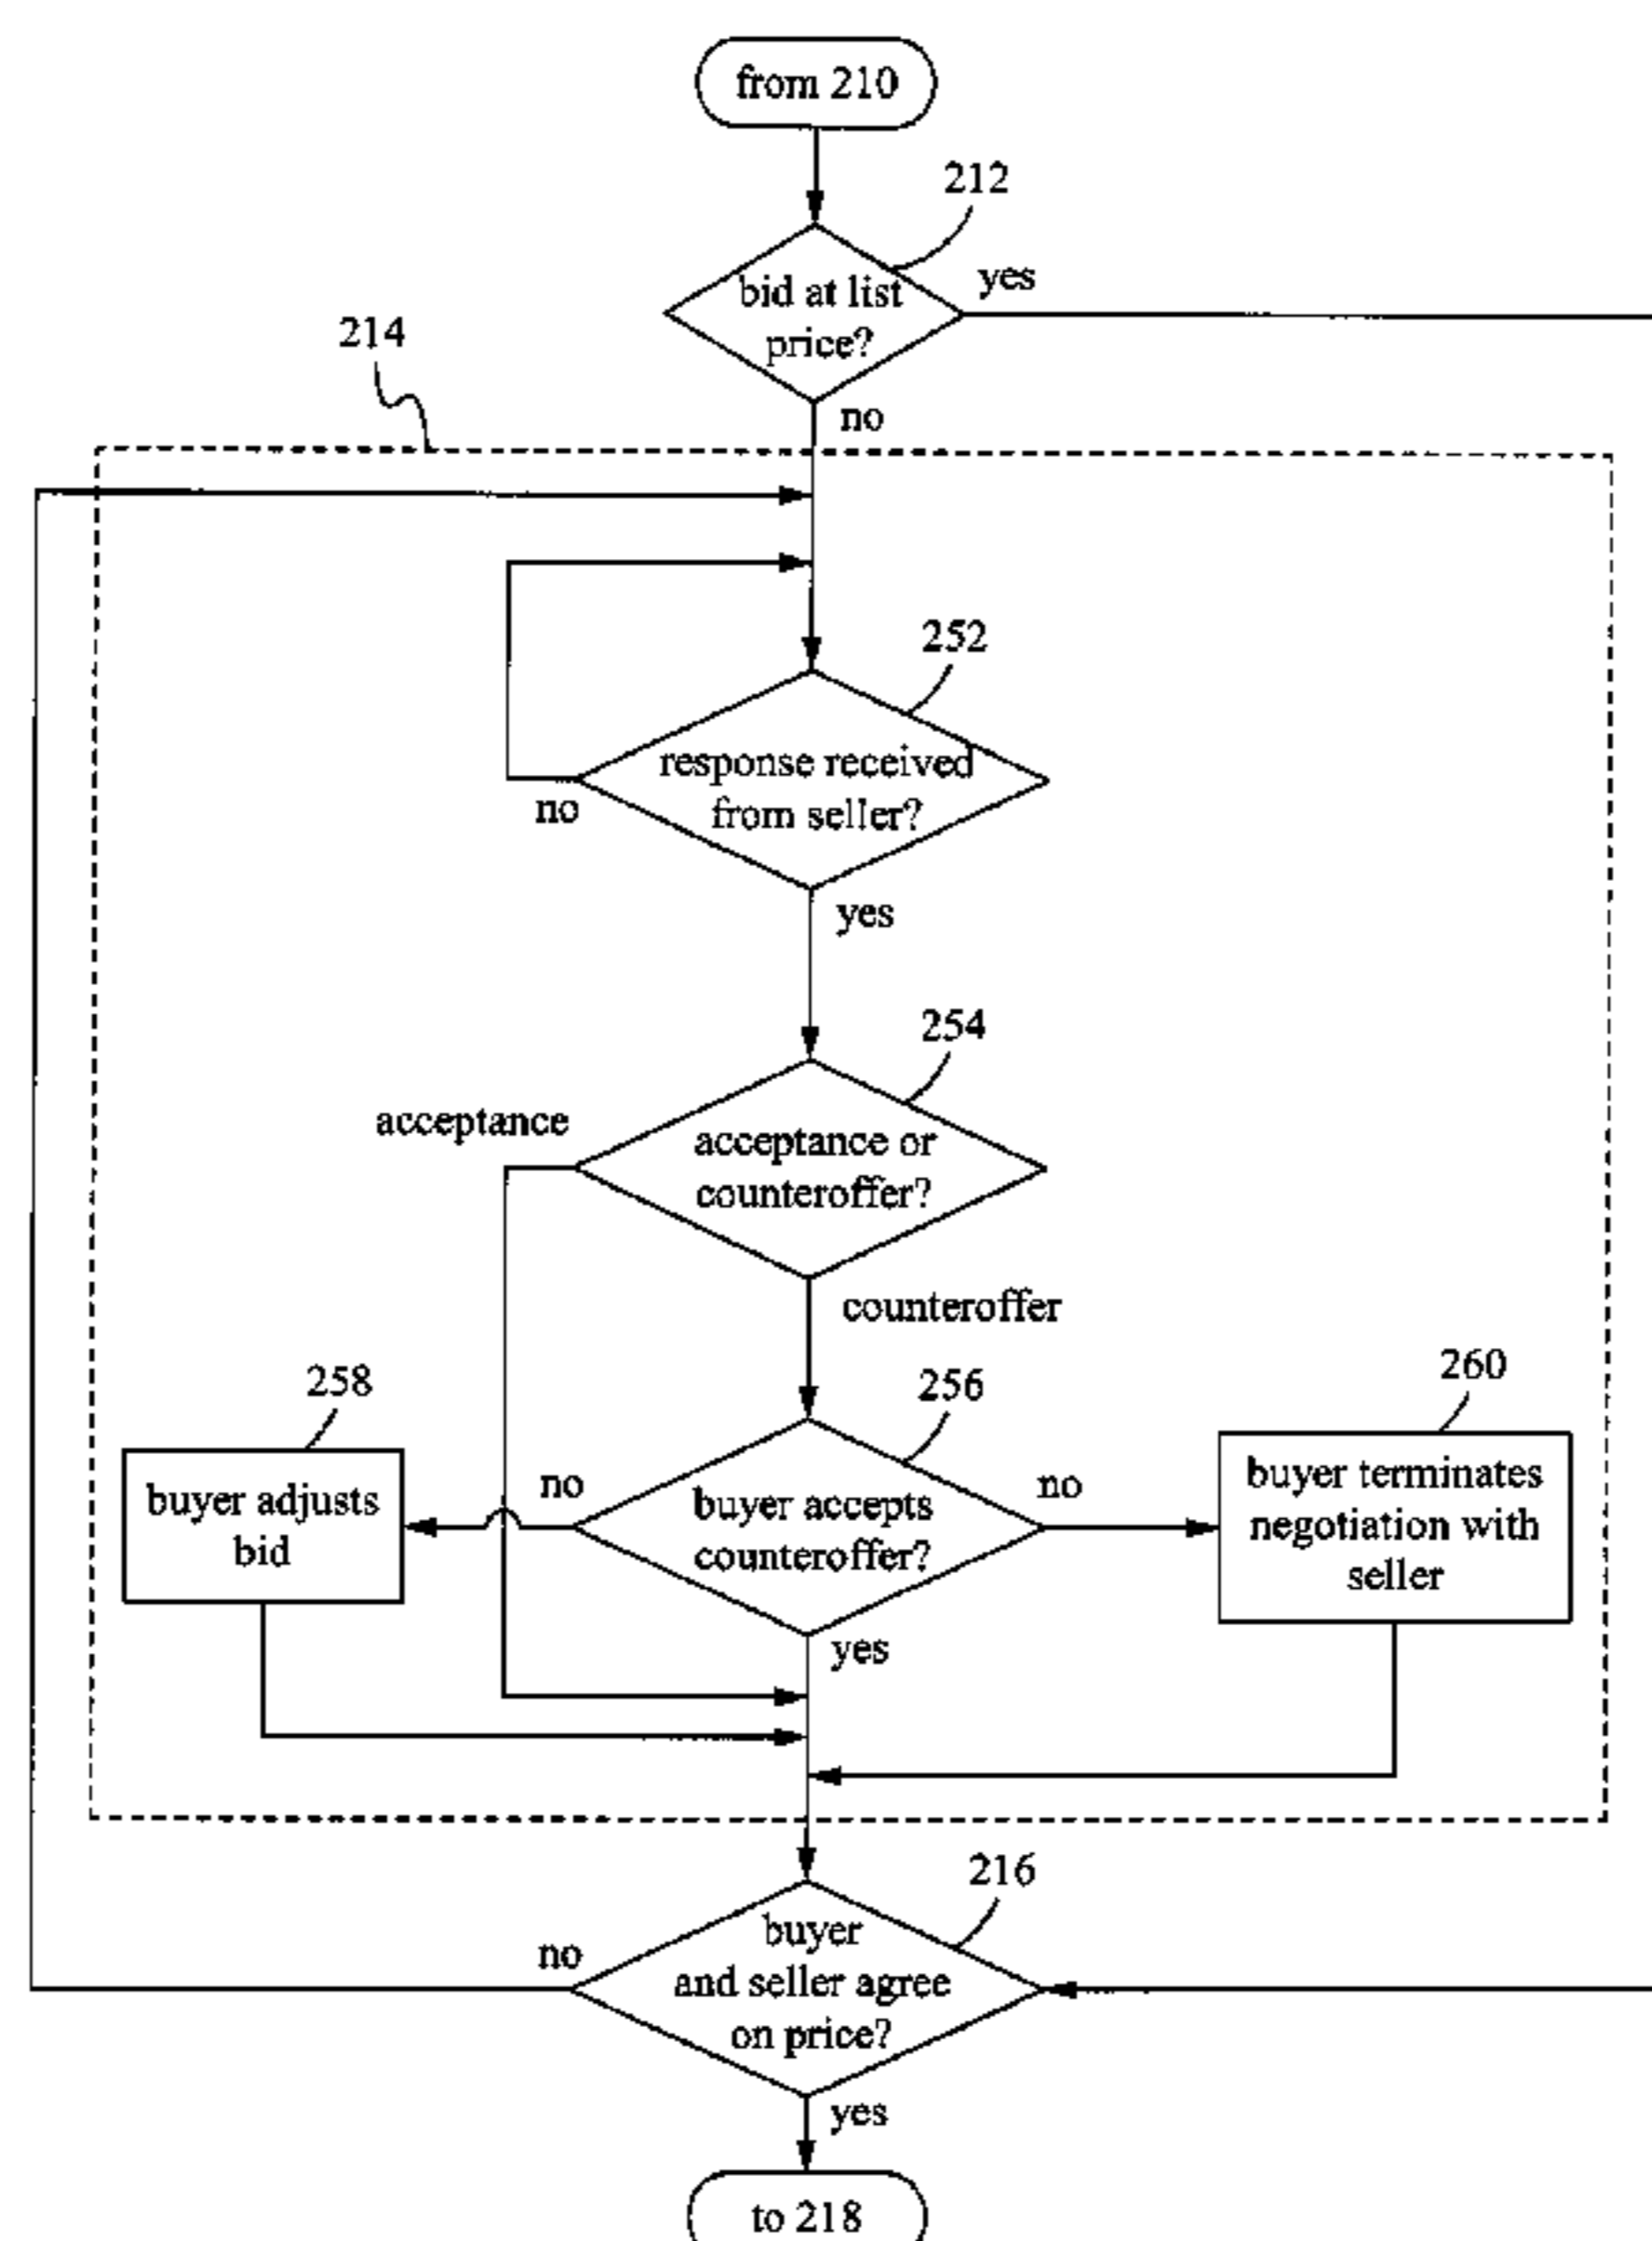 from 210
212
bid at list
price?
yes
no
214
252
response received
from seller?
no
yes
254
acceptance
acceptance or
counteroffer?
counteroffer
258
256
260
buyer adjusts
bid
no
buyer accepts
counteroffer?
no
buyer terminates
negotiation with
seller
yes
216
buyer
and seller agree
on price?
no
yes
to 218